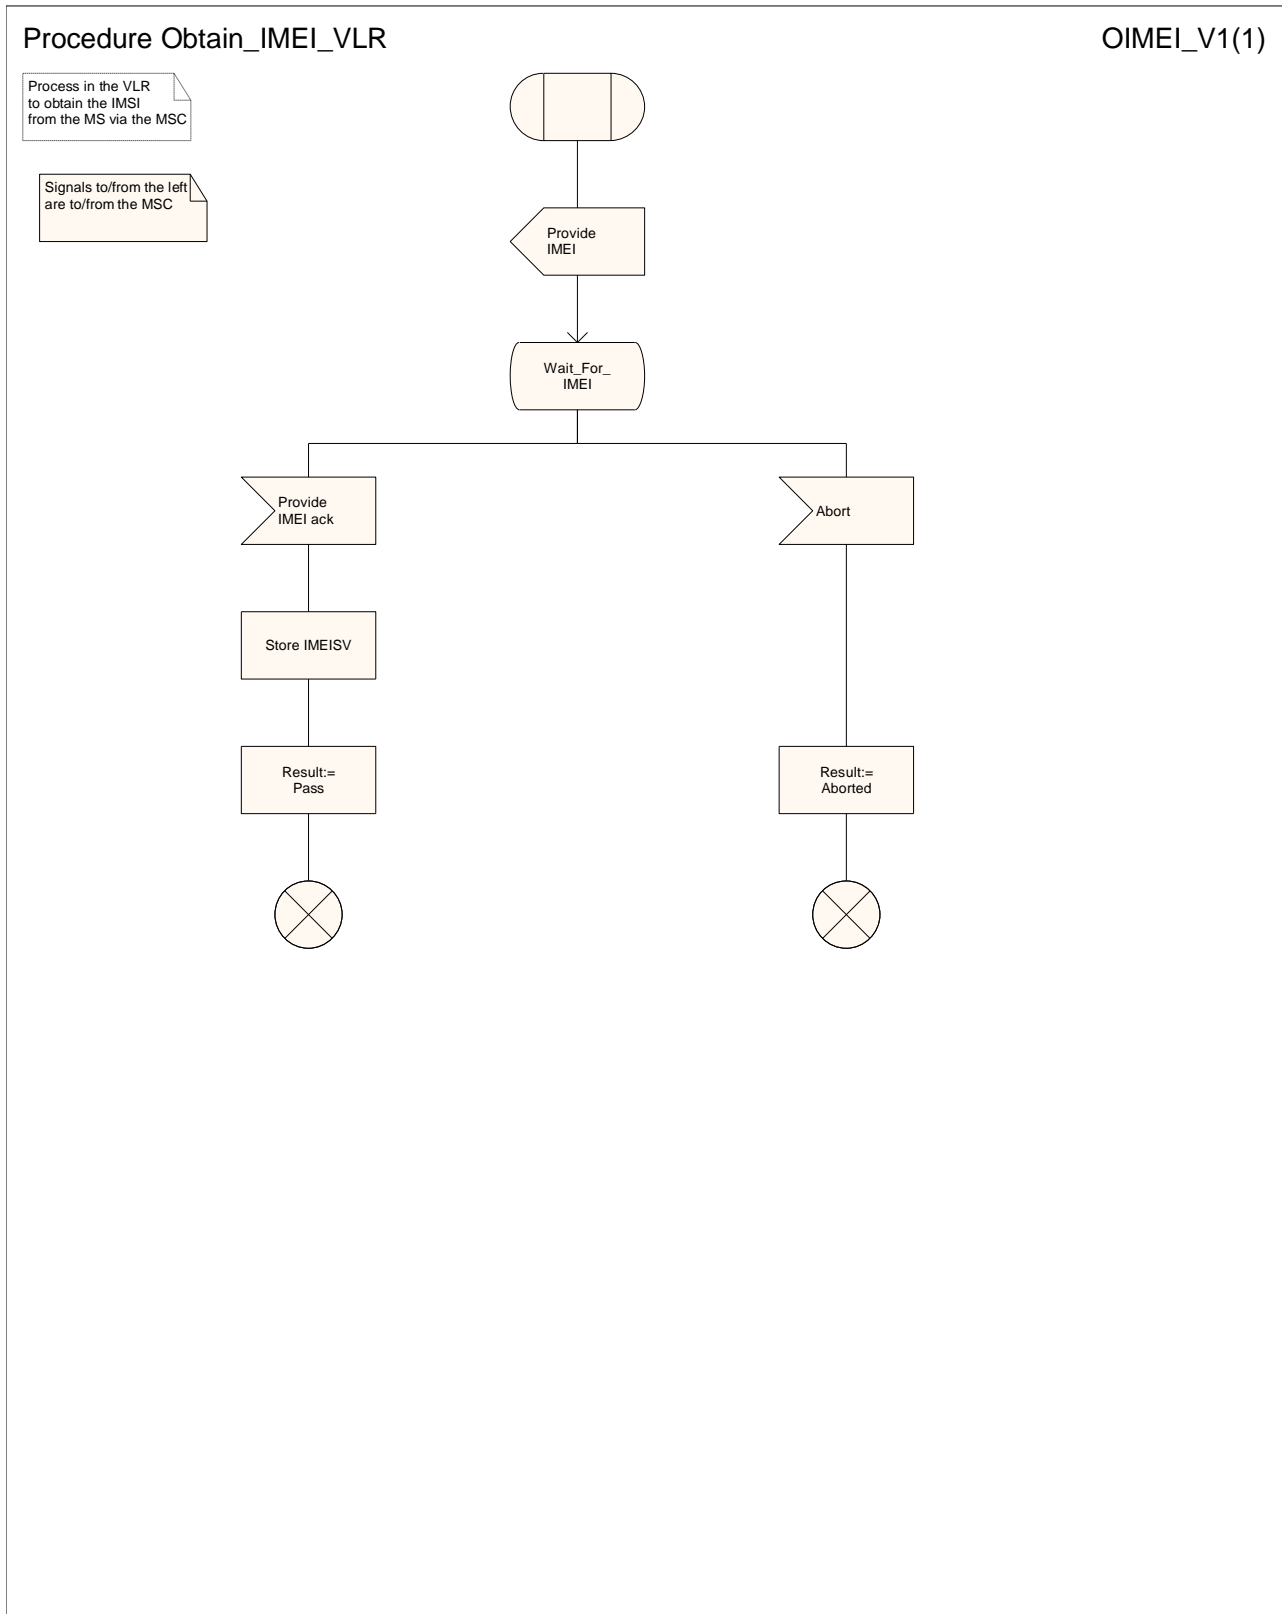 Procedure Obtain_IMEI_VLR
OIMEI_V1(1)
Process in the VLR
to obtain the IMSI
from the MS via the MSC
Signals to/from the left
are to/from the MSC
Provide
IMEI
Wait_For_
IMEI
Provide
IMEI ack
Abort
Store IMEISV
Result:=
Pass
Result:=
Aborted